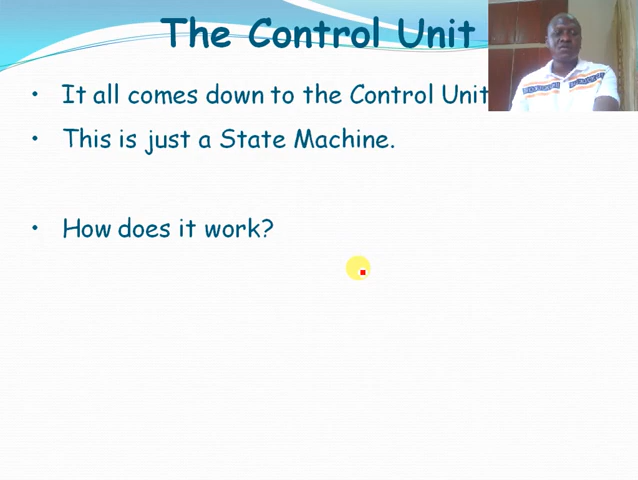 The Control Unit
• It all comes down to the Control Unit
• This is just a State Machine.
• How does it work?